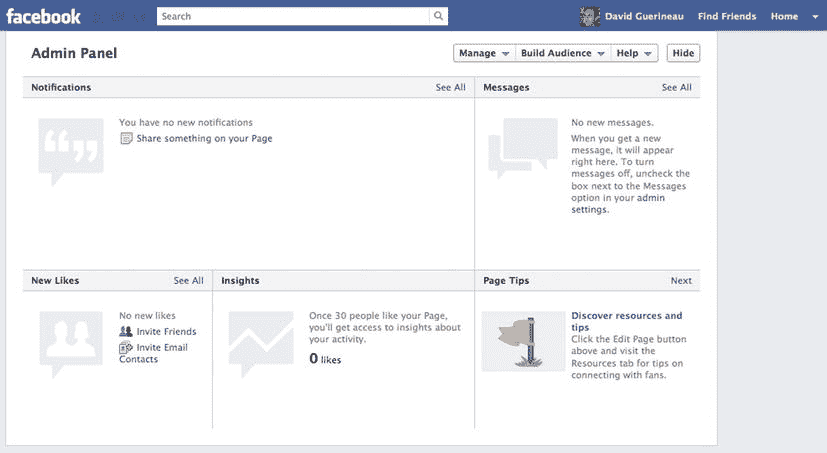 facebook
Search
David Guerineau Find Friends Home
Admin Panel
Manage Build Audience Help Hide
Notifications See All
You have no new notifications
Share something on your Page
Messages See All
No new messages.
When you get a new
message, it will appear
right here. To turn
messages off, uncheck the
box next to the Messages
option in your admin
settings.
New Likes See All
No new likes
Invite Friends
Invite Email
Contacts
Insights
Once 30 people like your Page,
you'll get access to insights about
your activity.
0 likes
Page Tips Next
Discover resources and
tips
Click the Edit Page button
above and visit the
Resources tab for tips on
connecting with fans.